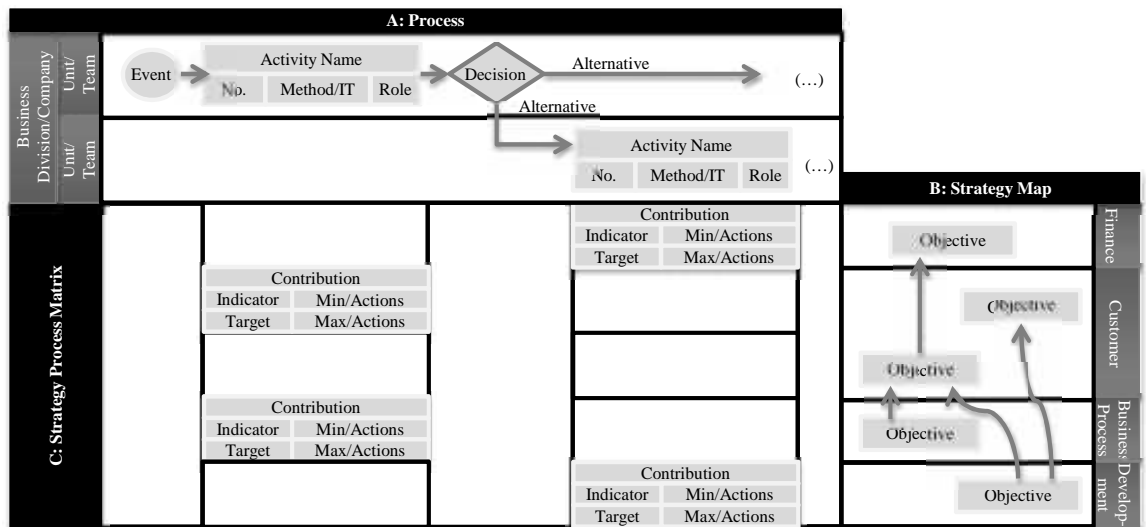 A: Process
Business
Division/Company
Unit/
Team
Event
Activity Name
No.
Method/IT
Role
Decision
Alternative
(…)
Alternative
Unit/
Team
Activity Name
No.
Method/IT
Role
(…)
B: Strategy Map
C: Strategy Process Matrix
Contribution
Indicator
Min/Actions
Target
Max/Actions
Objective
Finance
Contribution
Indicator
Min/Actions
Target
Max/Actions
Objective
Objective
Customer
Contribution
Indicator
Min/Actions
Target
Max/Actions
Objective
Business
Process
Contribution
Indicator
Min/Actions
Target
Max/Actions
Objective
Develop-
ment